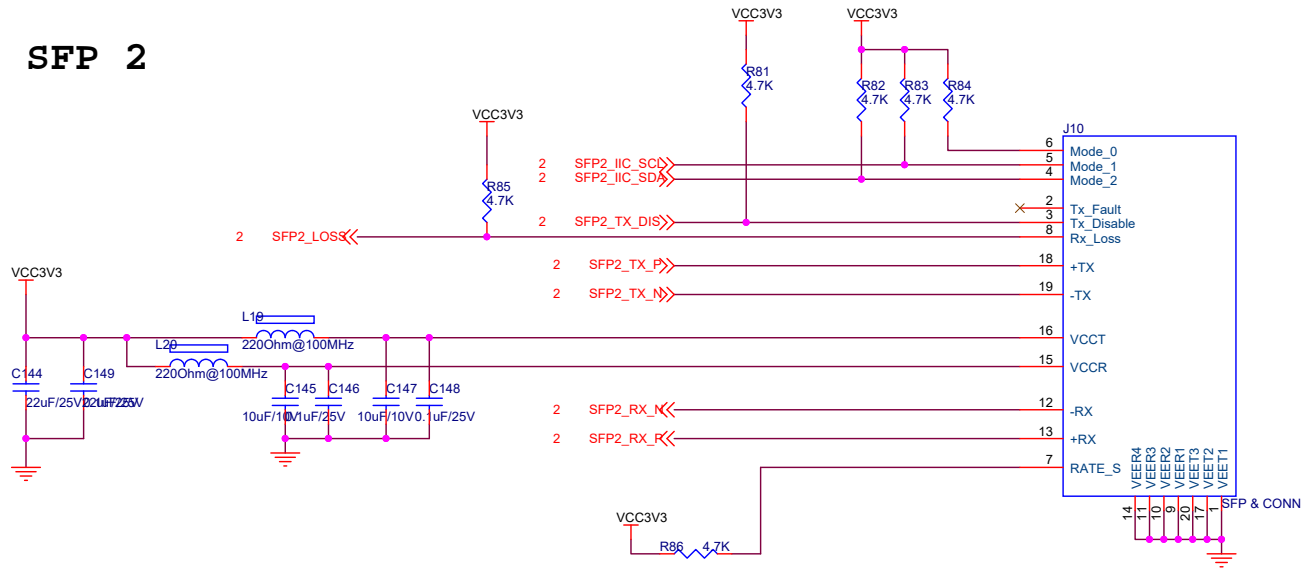 SFP 2
VCC3V3
VCC3V3
R81
4.7K
R82
4.7K
R83
4.7K
R84
4.7K
VCC3V3
R85
4.7K
J10
2 SFP2_IIC_SCL
2 SFP2_IIC_SDA
2 SFP2_TX_DIS
2 SFP2_LOSS
2 SFP2_TX_P
2 SFP2_TX_N
6 Mode_0
5 Mode_1
4 Mode_2
2 Tx_Fault
3 Tx_Disable
8 Rx_Loss
18 +TX
19 -TX
16 VCCT
15 VCCR
12 -RX
13 +RX
7 RATE_S
VCC3V3
L19
220Ohm@100MHz
L20
220Ohm@100MHz
C144
22uF/25V
C149
C145
10uF/10V
C146
0.1uF/25V
C147
10uF/10V
C148
0.1uF/25V
2 SFP2_RX_N
2 SFP2_RX_P
VEER4
VEER3
VEER2
VEER1
VEET3
VEET2
VEET1
14
11
10
9
20
17
1
SFP & CONN
VCC3V3
R86 4.7K